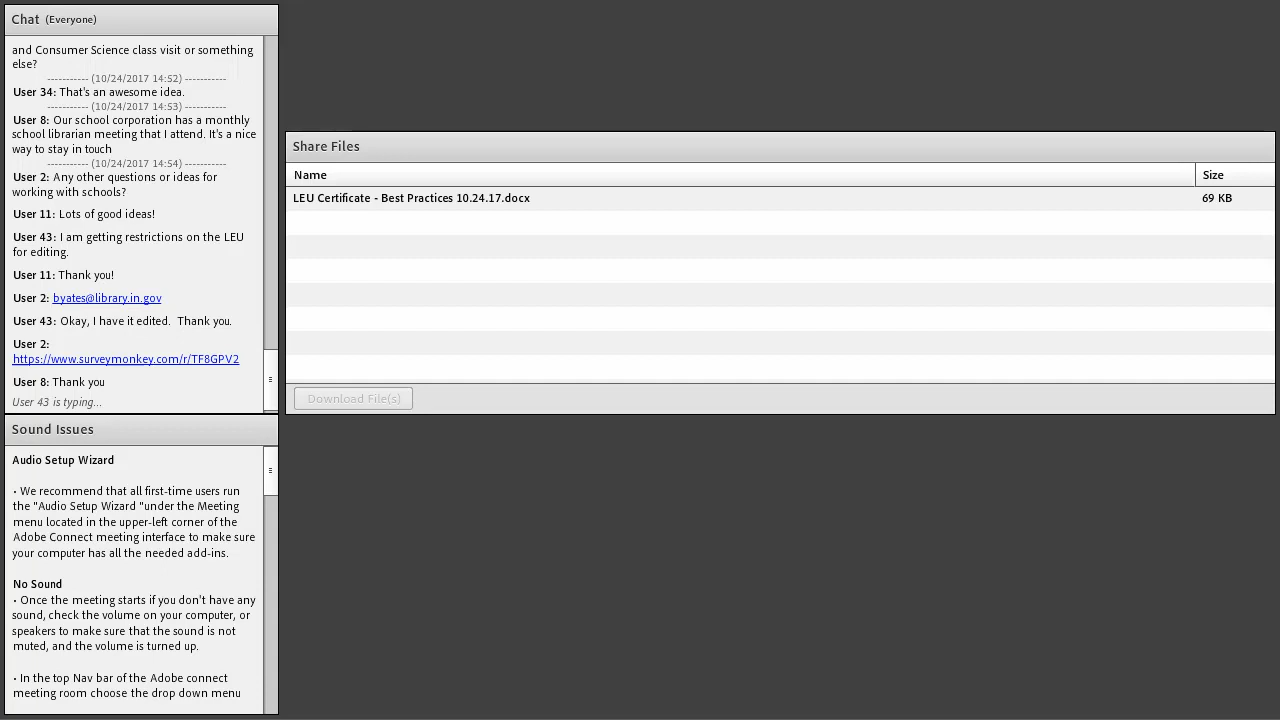 Chat (Everyone)
and Consumer Science class visit or something
else?
----------- (10/24/2017 14:52) -----------
User 34: That's an awesome idea.
----------- (10/24/2017 14:53) -----------
User 8: Our school corporation has a monthly
school librarian meeting that I attend. It's a nice
way to stay in touch
----------- (10/24/2017 14:54) -----------
User 2: Any other questions or ideas for
working with schools?
User 11: Lots of good ideas!
User 43: I am getting restrictions on the LEU
for editing.
User 11: Thank you!
User 2: byates@library.in.gov
User 43: Okay, I have it edited.  Thank you.
User 2:
https://www.surveymonkey.com/r/TF8GPV2
User 8: Thank you
User 43 is typing...
Share Files
Name Size
LEU Certificate - Best Practices 10.24.17.docx 69 KB
Download File(s)
Sound Issues
Audio Setup Wizard
• We recommend that all first-time users run
the "Audio Setup Wizard "under the Meeting
menu located in the upper-left corner of the
Adobe Connect meeting interface to make sure
your computer has all the needed add-ins.
No Sound
• Once the meeting starts if you don't have any
sound, check the volume on your computer, or
speakers to make sure that the sound is not
muted, and the volume is turned up.
• In the top Nav bar of the Adobe connect
meeting room choose the drop down menu